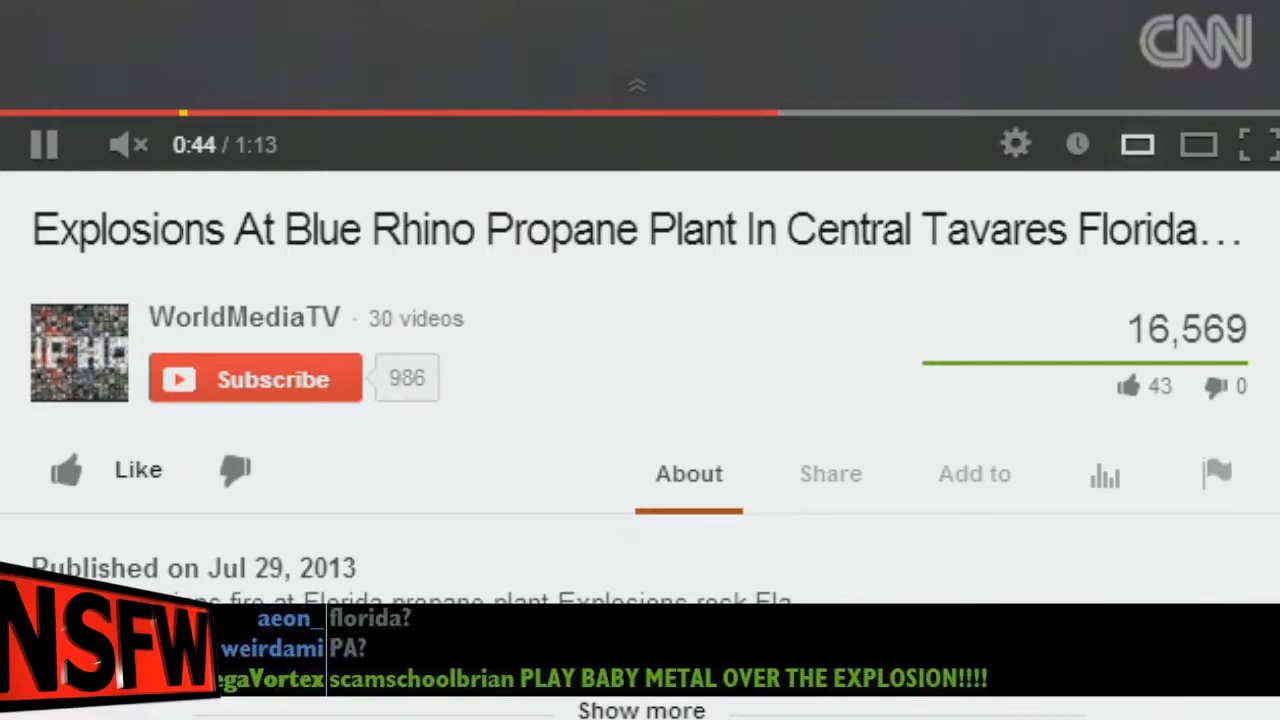 CNN
0:44 / 1:13
Explosions At Blue Rhino Propane Plant In Central Tavares Florida...
WorldMediaTV · 30 videos
16,569
Subscribe 986
43 0
Like
About Share Add to
Published on Jul 29, 2013
fire at Florida propane plant Explosions rock Fla
NSFW
aeon_ florida?
weirdami PA?
egaVortex scamschoolbrian PLAY BABY METAL OVER THE EXPLOSION!!!!
Show more